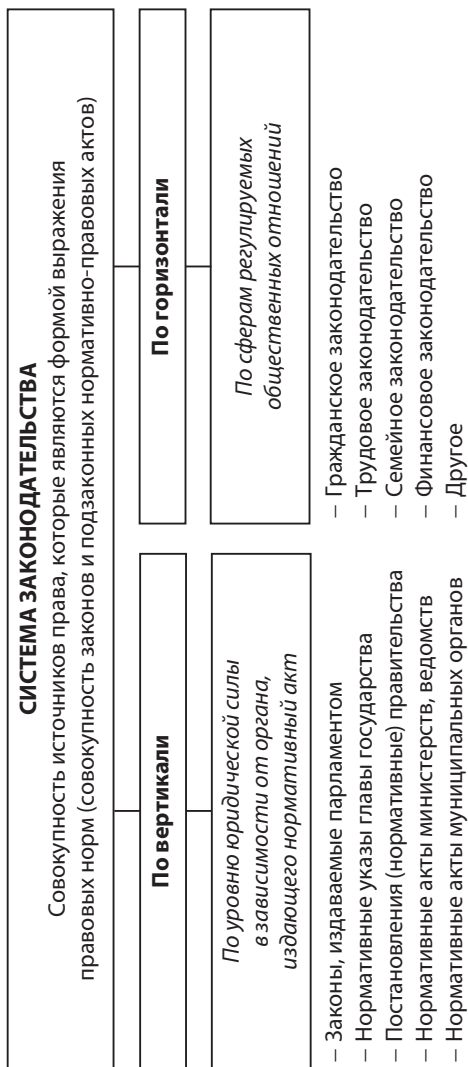 СИСТЕМА ЗАКОНОДАТЕЛЬСТВА
Совокупность источников права, которые являются формой выражения
правовых норм (совокупность законов и подзаконных нормативно-правовых актов)
По вертикали
По уровню юридической силы
в зависимости от органа,
издающего нормативный акт
– Законы, издаваемые парламентом
– Нормативные указы главы государства
– Постановления (нормативные) правительства
– Нормативные акты министерств, ведомств
– Нормативные акты муниципальных органов
По горизонтали
По сферам регулируемых
общественных отношений
– Гражданское законодательство
– Трудовое законодательство
– Семейное законодательство
– Финансовое законодательство
– Другое